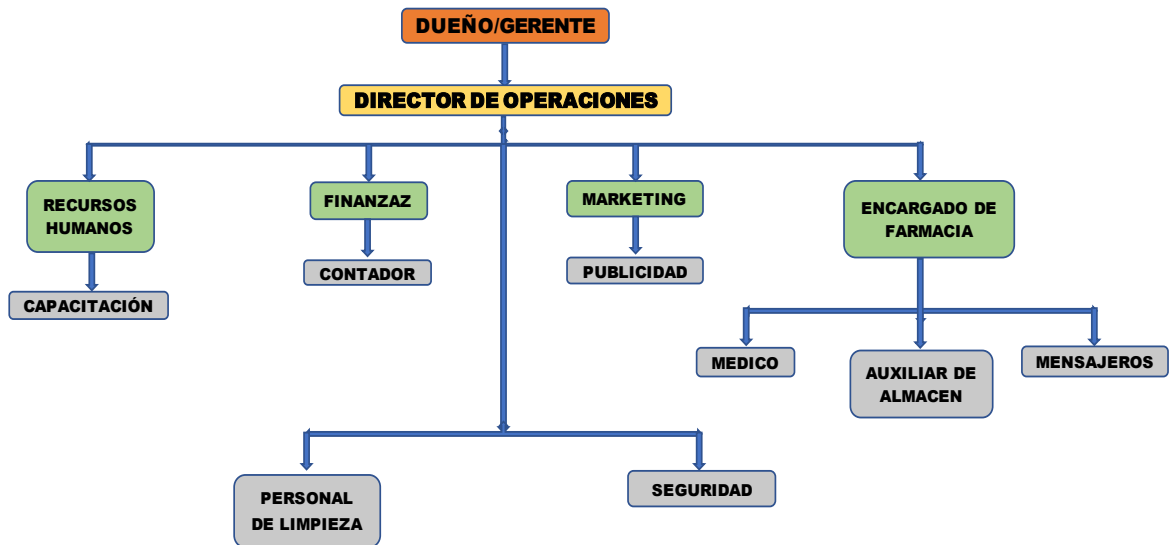 DUEÑO/GERENTE
DIRECTOR DE OPERACIONES
RECURSOS
HUMANOS
FINANZAZ
MARKETING
ENCARGADO DE
FARMACIA
CAPACITACIÓN
CONTADOR
PUBLICIDAD
MEDICO
AUXILIAR DE
ALMACEN
MENSAJEROS
PERSONAL
DE LIMPIEZA
SEGURIDAD